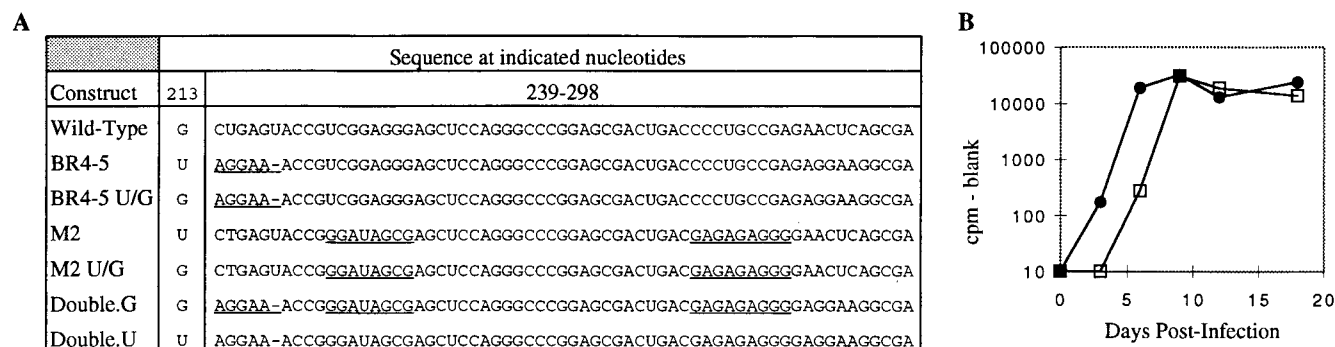 A
Sequence at indicated nucleotides
Construct 213 239-298
Wild-Type G CUGAGUACCGUCGGAGGGAGCUCCAGGGCCCGGAGCGACUGACCCCUGCCGAGAACUCAGCGA
BR4-5 U AGGAA-ACCGUCGGAGGGAGCUCCAGGGCCCGGAGCGACUGACCCCUGCCGAGAGGAAGGCGA
BR4-5 U/G G AGGAA-ACCGUCGGAGGGAGCUCCAGGGCCCGGAGCGACUGACCCCUGCCGAGAGGAAGGCGA
M2 U CTGAGUACCGGGAUAGCGAGCUCCAGGGCCCGGAGCGACUGACGAGAGAGGGGAACUCAGCGA
M2 U/G G CTGAGUACCGGGAUAGCGAGCUCCAGGGCCCGGAGCGACUGACGAGAGAGGGGAACUCAGCGA
Double.G G AGGAA-ACCGGGAUAGCGAGCUCCAGGGCCCGGAGCGACUGACGAGAGAGGGGAGGAAGGCGA
Double.U U AGGAA-ACCGGGAUAGCGAGCUCCAGGGCCCGGAGCGACUGACGAGAGAGGGGAGGAAGGCGA
B
100000
10000
1000
100
10
cpm - blank
0 5 10 15 20
Days Post-Infection